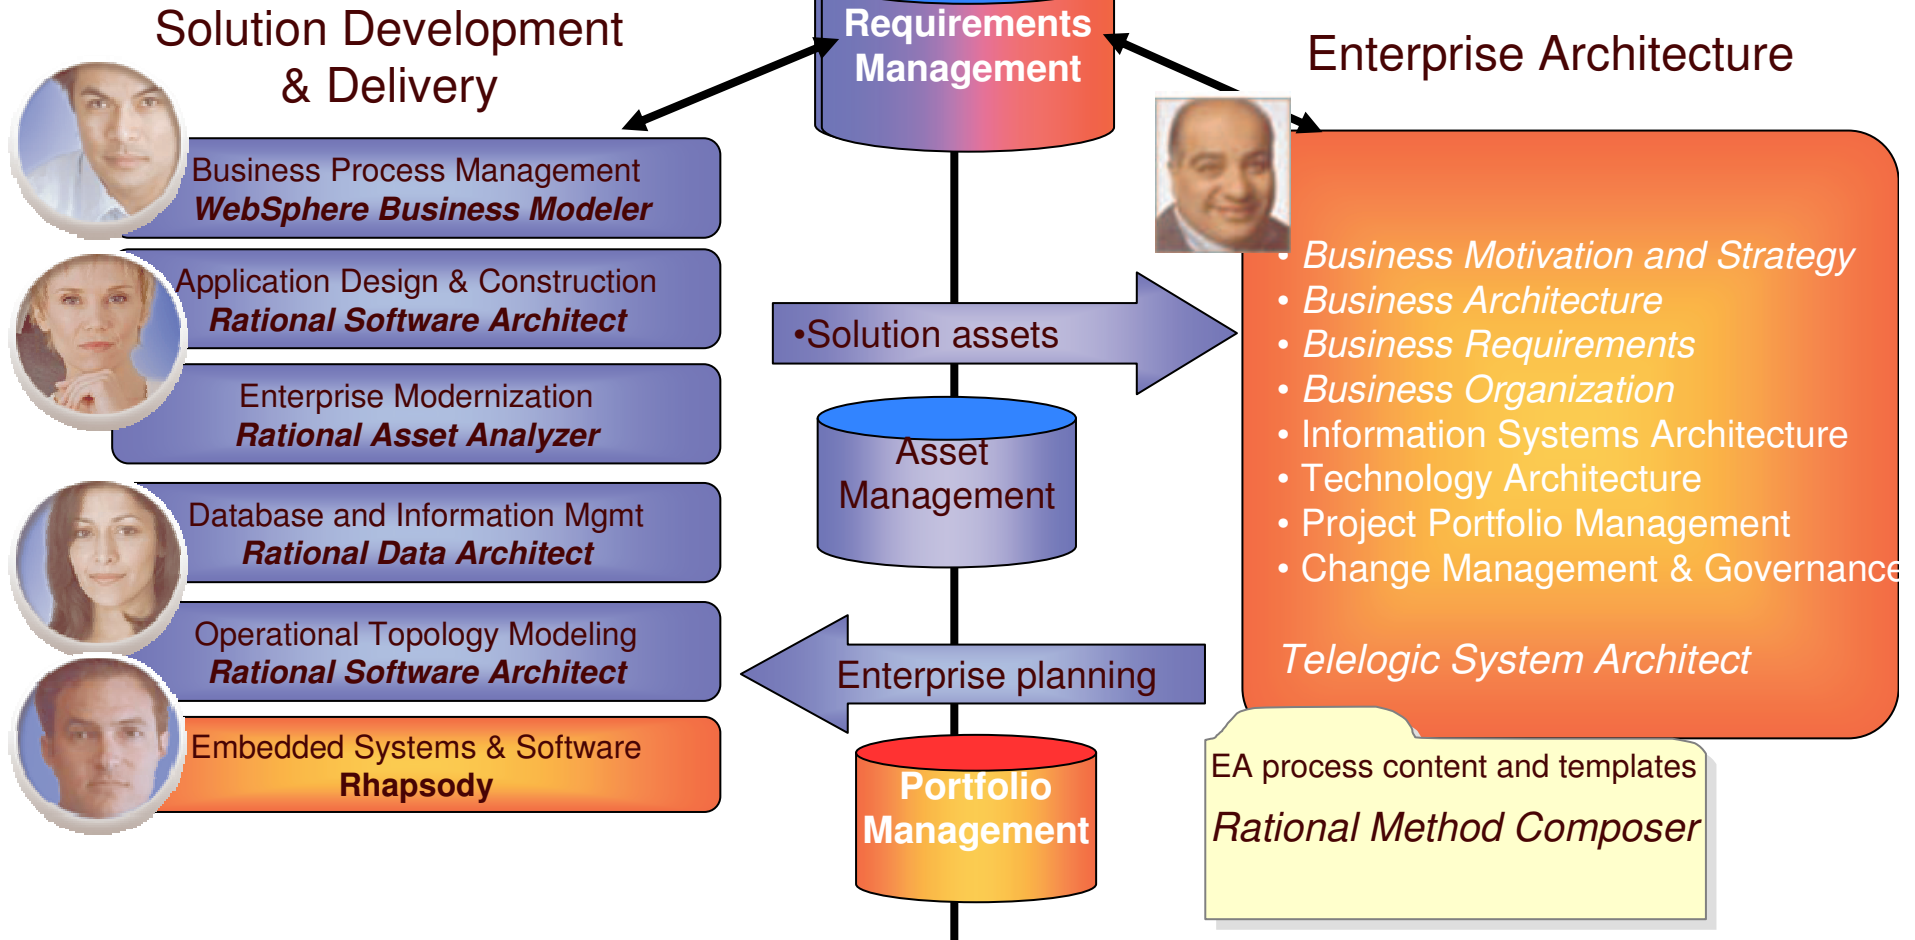 Solution Development
& Delivery
Business Process Management
WebSphere Business Modeler
Application Design & Construction
Rational Software Architect
Enterprise Modernization
Rational Asset Analyzer
Database and Information Mgmt
Rational Data Architect
Operational Topology Modeling
Rational Software Architect
Embedded Systems & Software
Rhapsody
Requirements
Management
•Solution assets
Asset
Management
Enterprise planning
Portfolio
Management
Enterprise Architecture
• Business Motivation and Strategy
• Business Architecture
• Business Requirements
• Business Organization
• Information Systems Architecture
• Technology Architecture
• Project Portfolio Management
• Change Management & Governance
Telelogic System Architect
EA process content and templates
Rational Method Composer